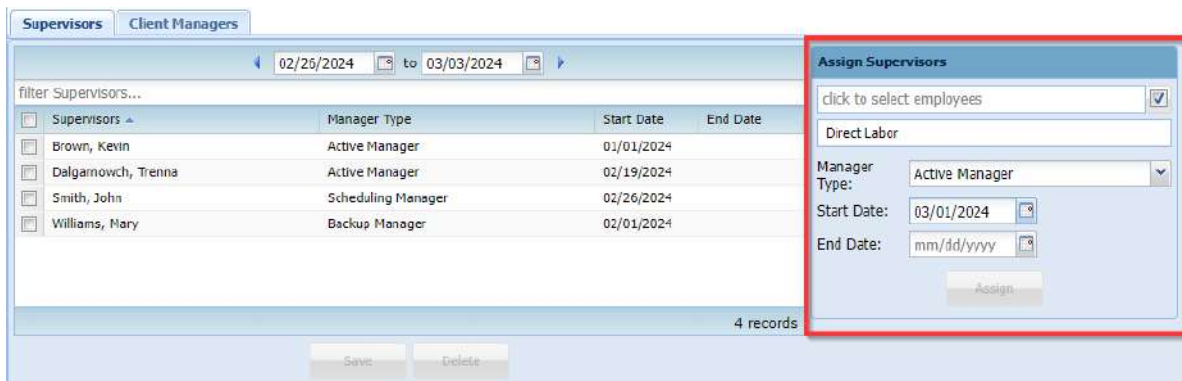 Supervisors Client Managers
02/26/2024 to 03/03/2024
filter Supervisors...
Supervisors Manager Type Start Date End Date
Brown, Kevin Active Manager 01/01/2024
Dalgarnowch, Trenna Active Manager 02/19/2024
Smith, John Scheduling Manager 02/26/2024
Williams, Mary Backup Manager 02/01/2024
4 records
Save Delete
Assign Supervisors
click to select employees
Direct Labor
Manager Type: Active Manager
Start Date: 03/01/2024
End Date: mm/dd/yyyy
Assign